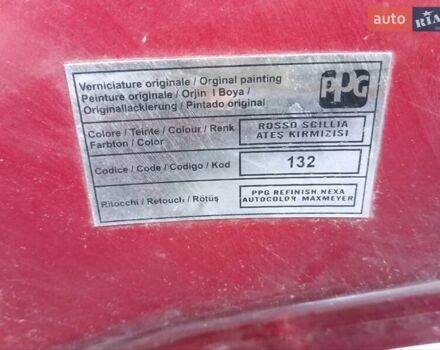 auto RIA
Verniciature originale / Orginal painting
Peinture originale / Orjin l Boya /
Originallackierung / Pintado original
PPG
Colore / Teinte / Colour / Renk
Farbton / Color
ROSSO SCILLIA
ATEŞ KIRMIZISI
Codice / Code / Codigo / Kod
132
Ritocchi / Retouch / Rötüş
PPG REFINISH NEXA
AUTOCOLOR MAXMEYER